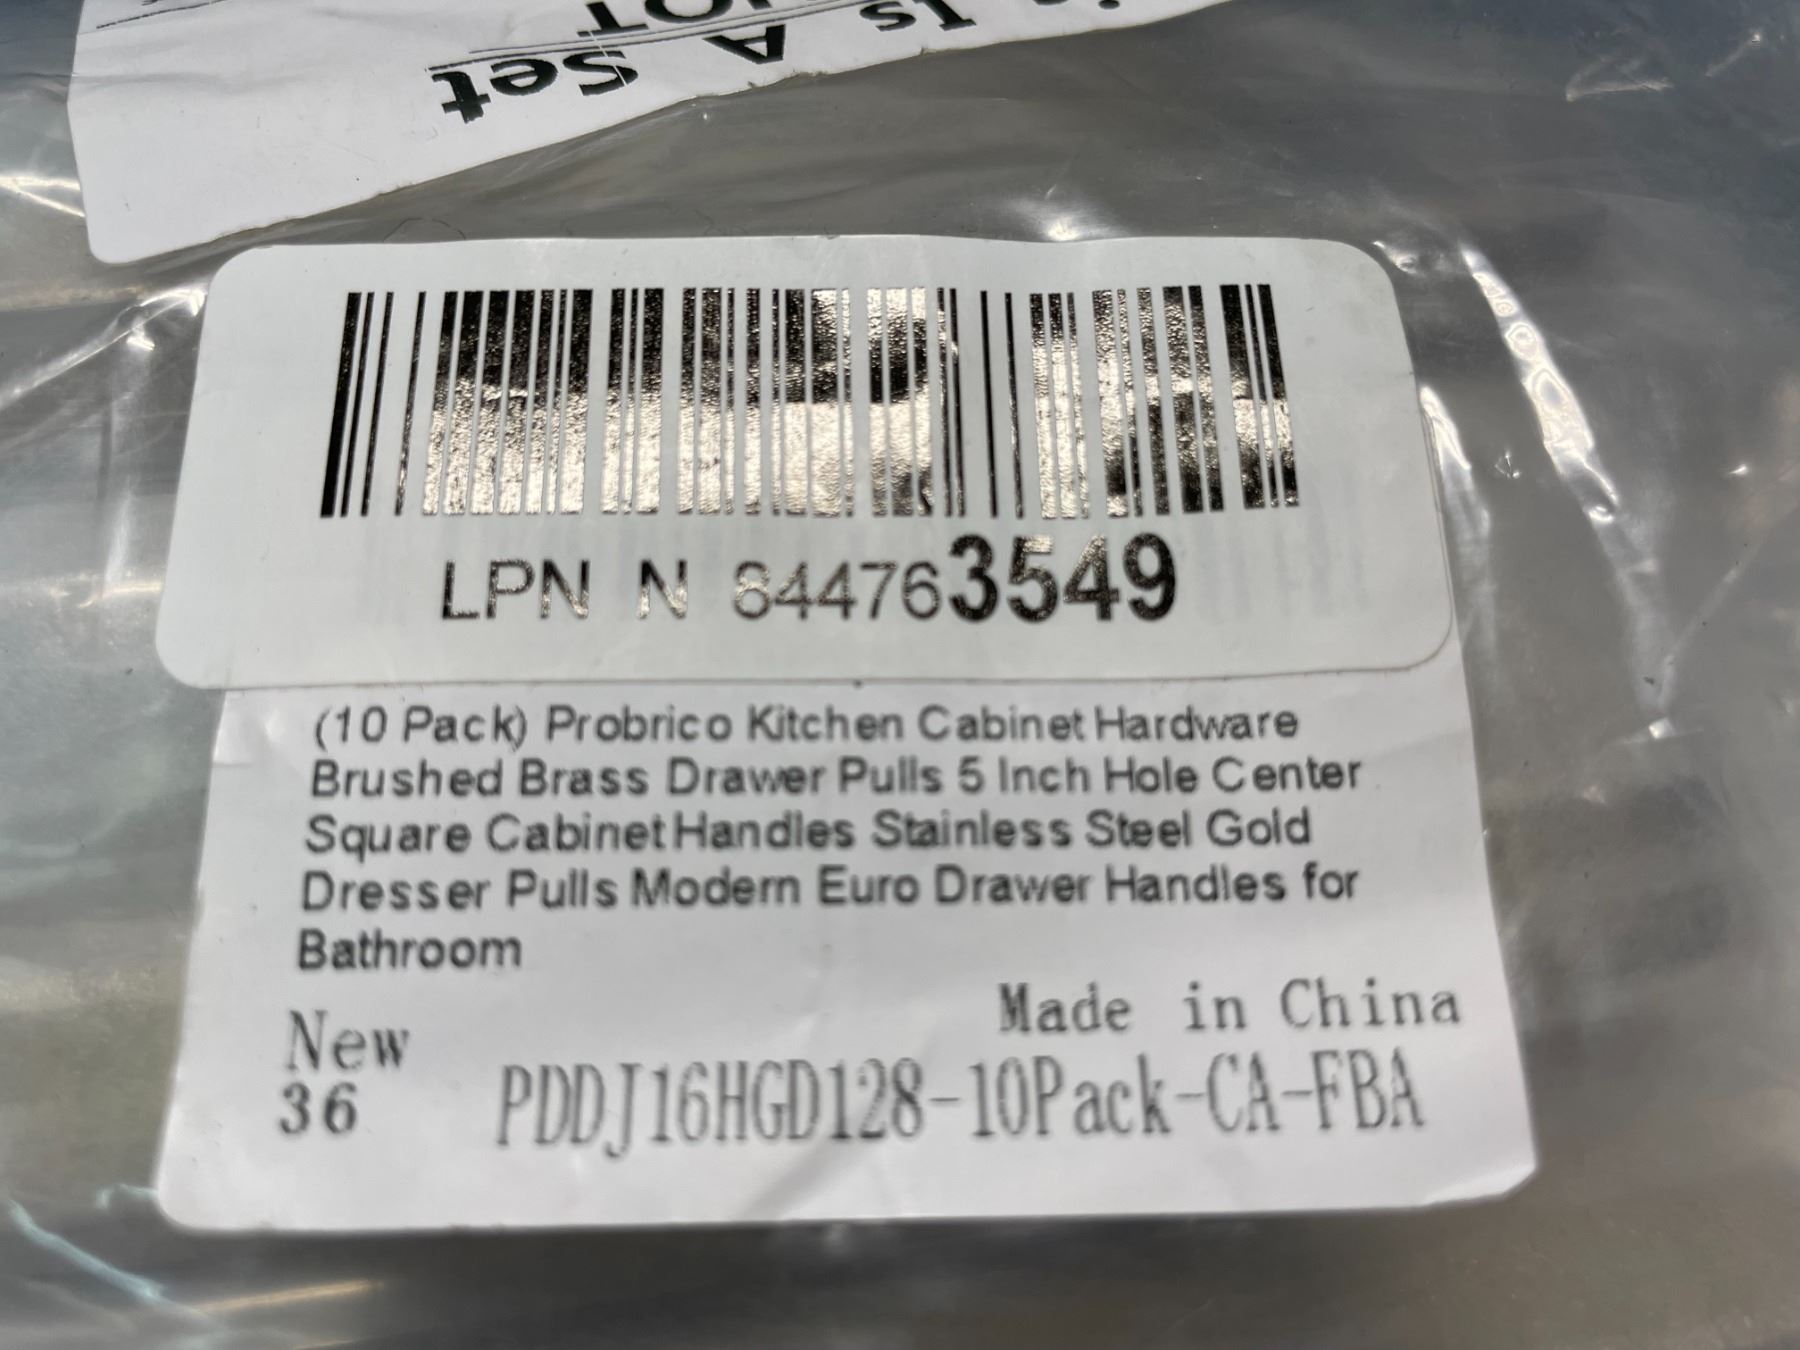 Is A Set
LPN N 844763549
(10 Pack) Probrico Kitchen Cabinet Hardware
Brushed Brass Drawer Pulls 5 Inch Hole Center
Square Cabinet Handles Stainless Steel Gold
Dresser Pulls Modern Euro Drawer Handles for
Bathroom
Made in China
New
36 PDDJ16HGD128-10Pack-CA-FBA